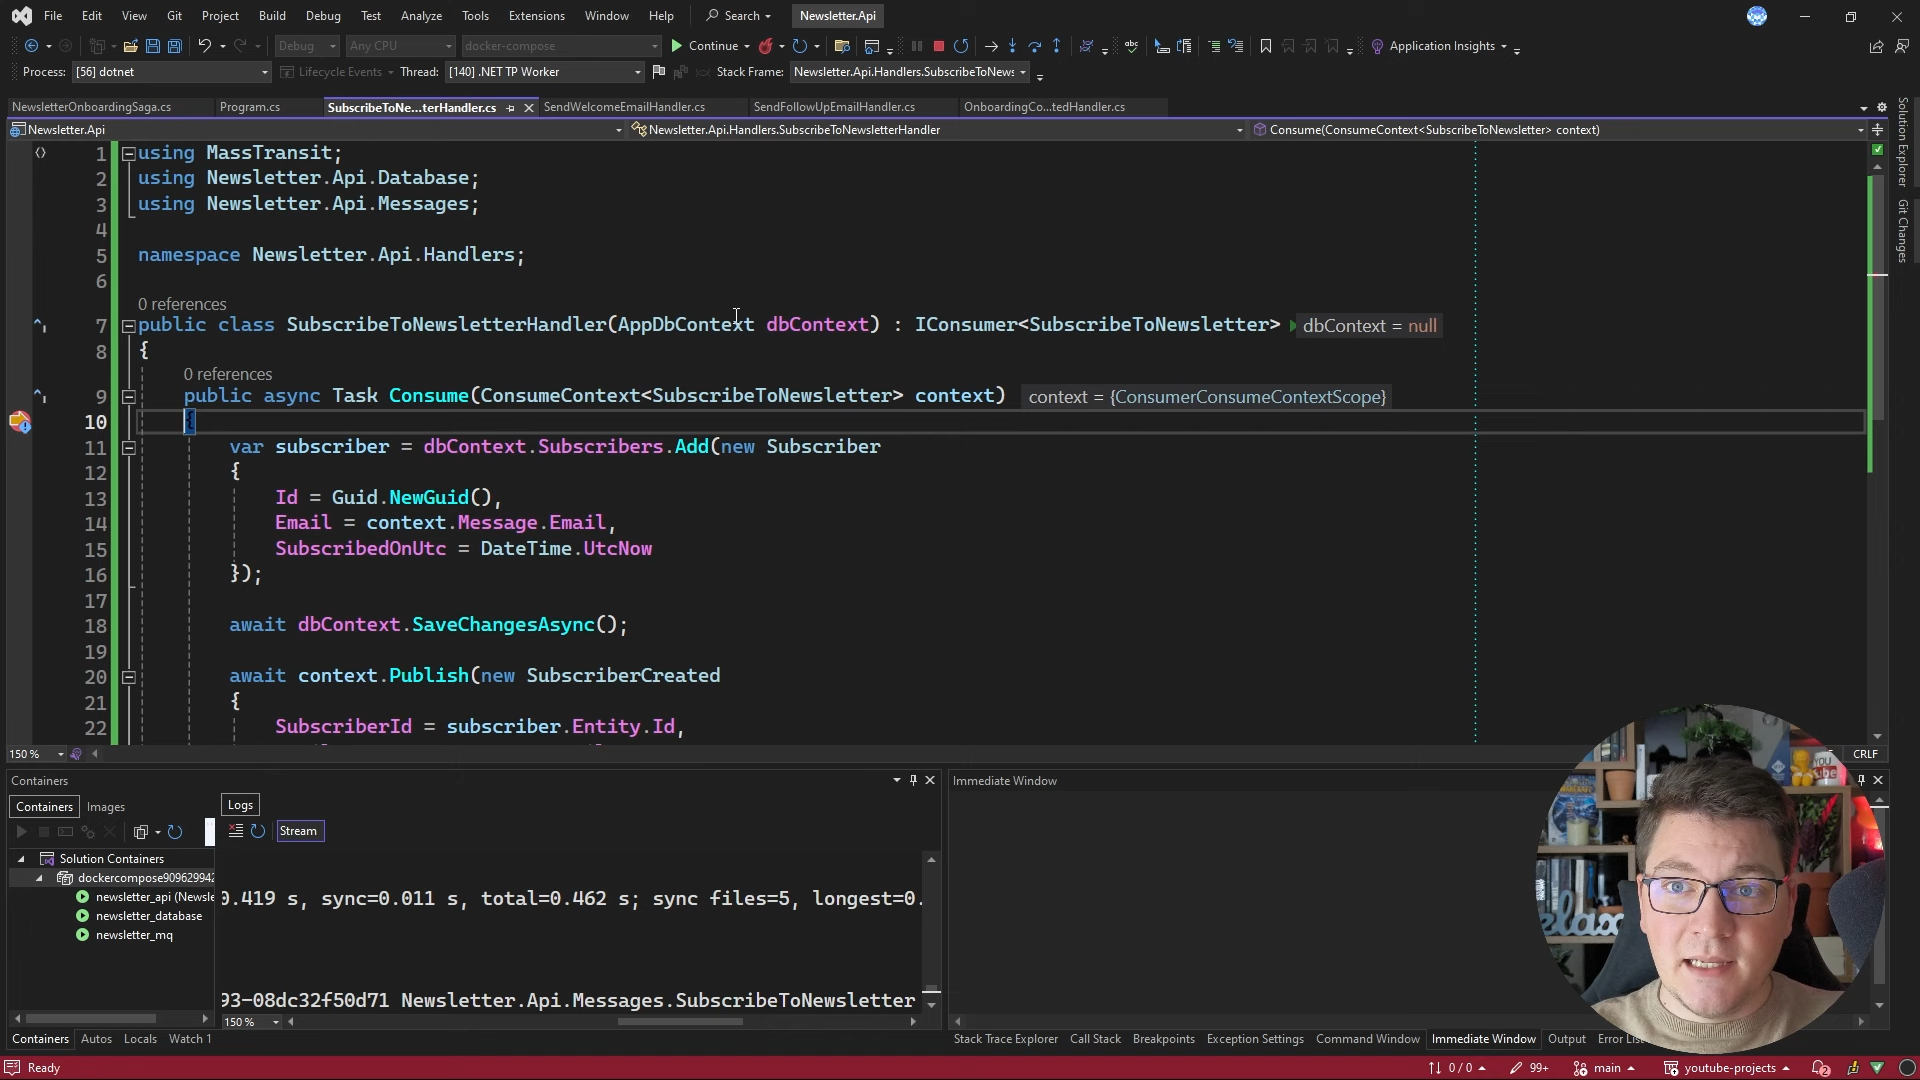 File Edit View Git Project Build Debug Test Analyze Tools Extensions Window Help Search Newsletter.Api
Debug Any CPU docker-compose Continue Application Insights
Process: [56] dotnet Lifecycle Events Thread: [140] .NET TP Worker Stack Frame: Newsletter.Api.Handlers.SubscribeToNews
NewsletterOnboardingSaga.cs Program.cs SubscribeToNe...terHandler.cs SendWelcomeEmailHandler.cs SendFollowUpEmailHandler.cs OnboardingCo...tedHandler.cs
Newsletter.Api Newsletter.Api.Handlers.SubscribeToNewsletterHandler Consume(ConsumeContext<SubscribeToNewsletter> context)
1 using MassTransit;
2 using Newsletter.Api.Database;
3 using Newsletter.Api.Messages;
4
5 namespace Newsletter.Api.Handlers;
6
0 references
7 public class SubscribeToNewsletterHandler(AppDbContext dbContext) : IConsumer<SubscribeToNewsletter> dbContext = null
8 {
0 references
9 public async Task Consume(ConsumeContext<SubscribeToNewsletter> context) context = {ConsumerConsumeContextScope}
10 {
11 var subscriber = dbContext.Subscribers.Add(new Subscriber
12 {
13 Id = Guid.NewGuid(),
14 Email = context.Message.Email,
15 SubscribedOnUtc = DateTime.UtcNow
16 });
17
18 await dbContext.SaveChangesAsync();
19
20 await context.Publish(new SubscriberCreated
21 {
22 SubscriberId = subscriber.Entity.Id,
150 % CRLF
Solution Explorer
Git Changes
Containers
Containers Images
Solution Containers
dockercompose909629942
newsletter_api (Newsle
newsletter_database
newsletter_mq
Logs
Stream
0.419 s, sync=0.011 s, total=0.462 s; sync files=5, longest=0.
93-08dc32f50d71 Newsletter.Api.Messages.SubscribeToNewsletter
150 %
Immediate Window
YOU
relax
Containers Autos Locals Watch 1
Stack Trace Explorer Call Stack Breakpoints Exception Settings Command Window Immediate Window Output Error Lis
Ready 0 / 0 99+ main youtube-projects 2